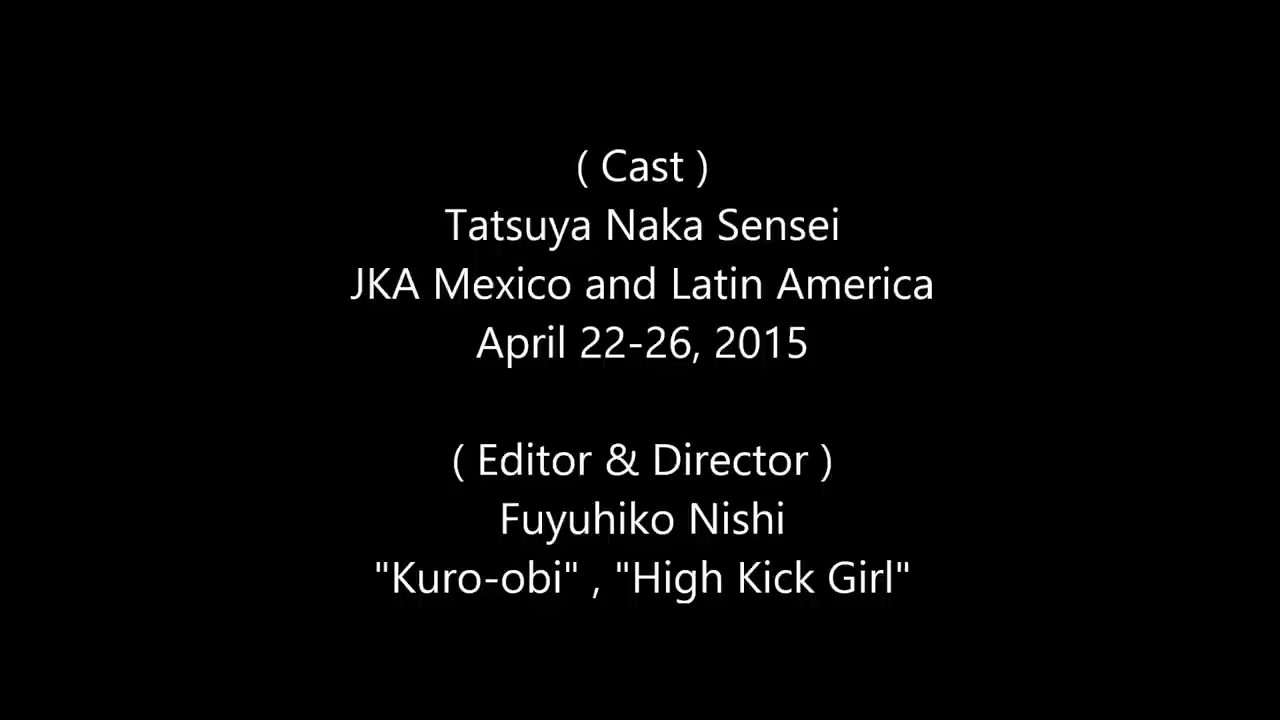 ( Cast )
Tatsuya Naka Sensei
JKA Mexico and Latin America
April 22-26, 2015
( Editor & Director )
Fuyuhiko Nishi
"Kuro-obi" , "High Kick Girl"